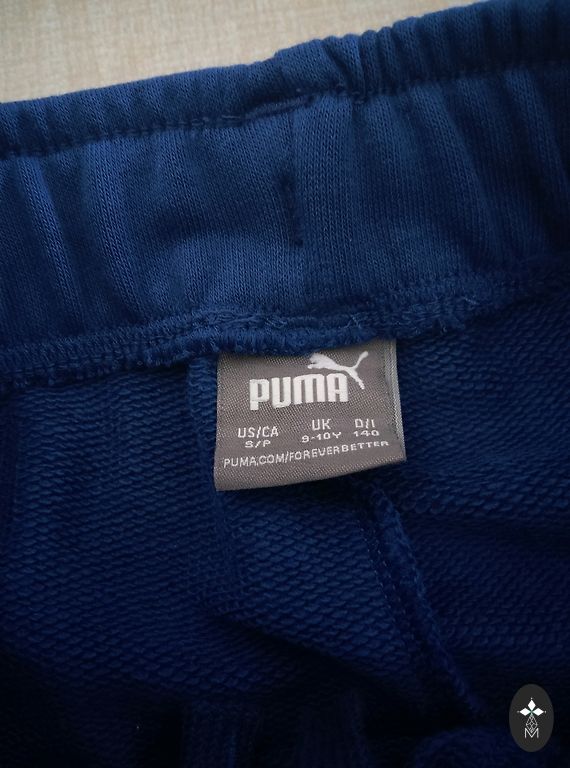 PUMA
US/CA UK D/I
S/P 9-10Y 140
PUMA.COM/FOREVERBETTER
M